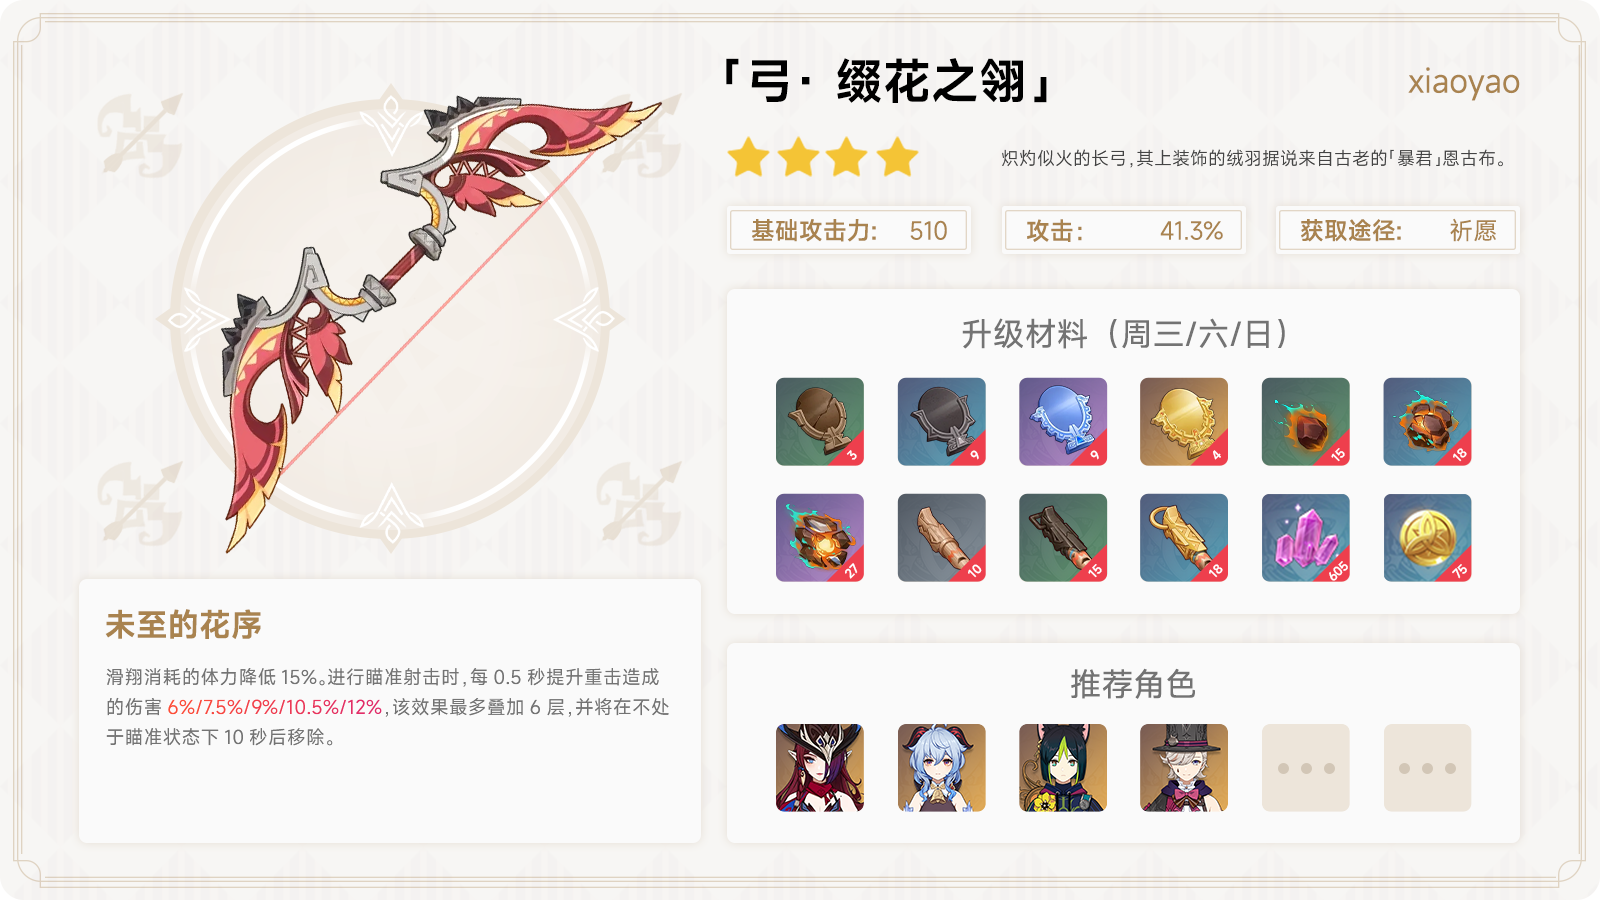 「弓·缀花之翎」
xiaoyao
炽灼似火的长弓,其上装饰的绒羽据说来自古老的「暴君」恩古布。
基础攻击力: 510
攻击: 41.3%
获取途径: 祈愿
升级材料（周三/六/日）
3 9 9 4 15 18
27 10 15 18 605 75
未至的花序
滑翔消耗的体力降低 15%。进行瞄准射击时,每 0.5 秒提升重击造成
的伤害 6%/7.5%/9%/10.5%/12%,该效果最多叠加 6 层,并将在不处
于瞄准状态下 10 秒后移除。
推荐角色